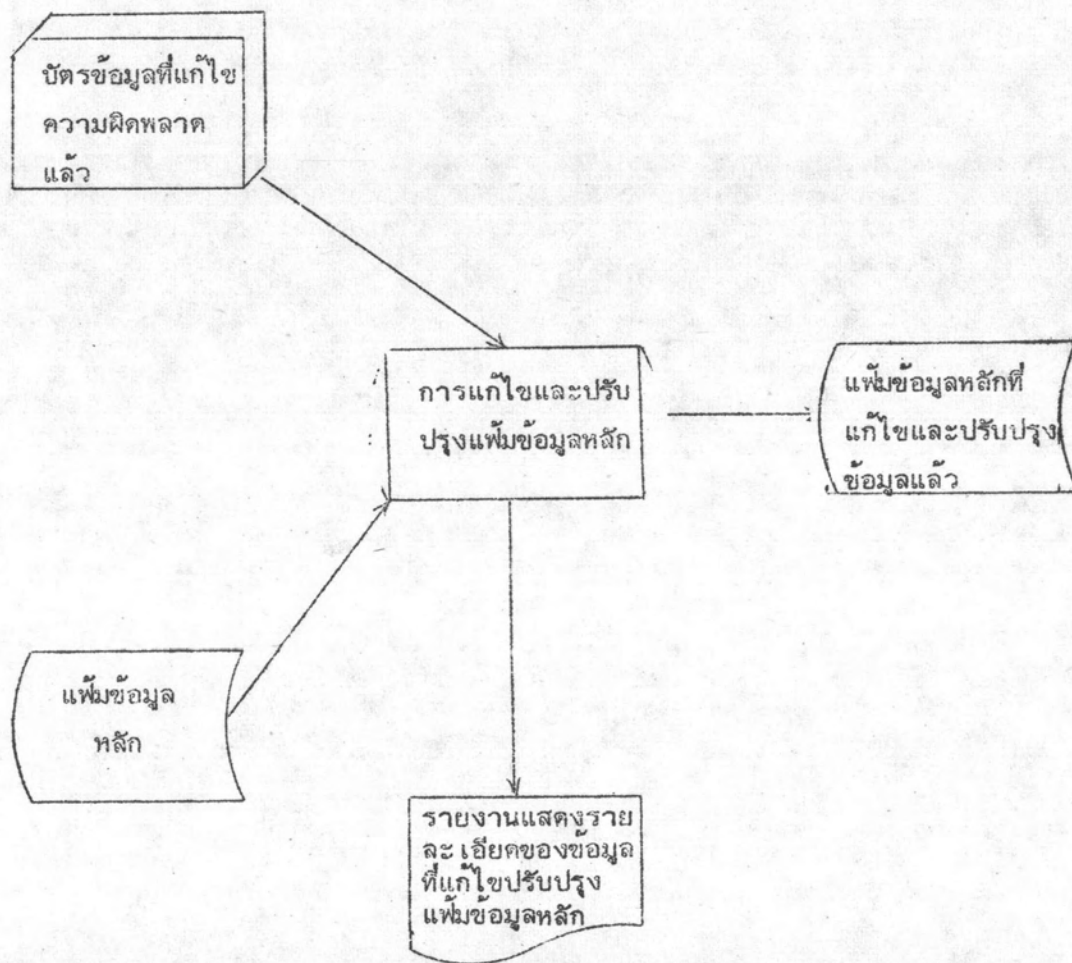 บัตรข้อมูลที่แก้ไข
ความผิดพลาด
แล้ว
การแก้ไขและปรับ
ปรุงแฟ้มข้อมูลหลัก
แฟ้มข้อมูลหลักที่
แก้ไขและปรับปรุง
ข้อมูลแล้ว
แฟ้มข้อมูล
หลัก
รายงานแสดงราย
ละเอียดของข้อมูล
ที่แก้ไขปรับปรุง
แฟ้มข้อมูลหลัก